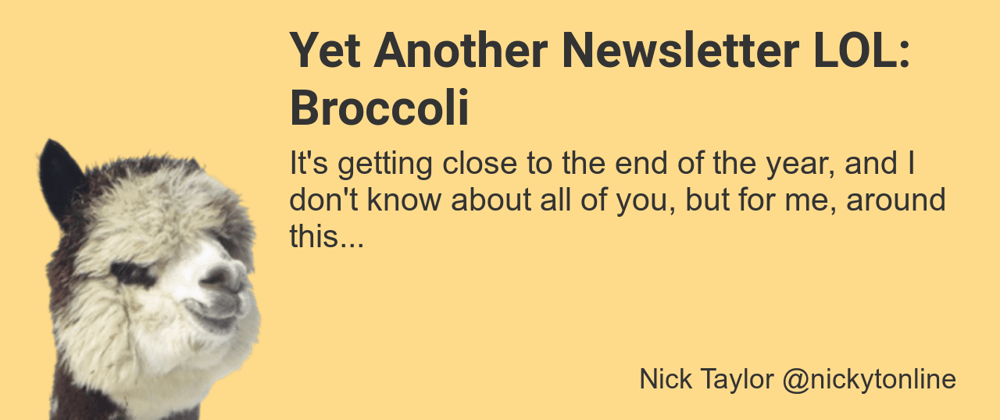 Yet Another Newsletter LOL:
Broccoli
It's getting close to the end of the year, and I
don't know about all of you, but for me, around
this...
Nick Taylor @nickytonline